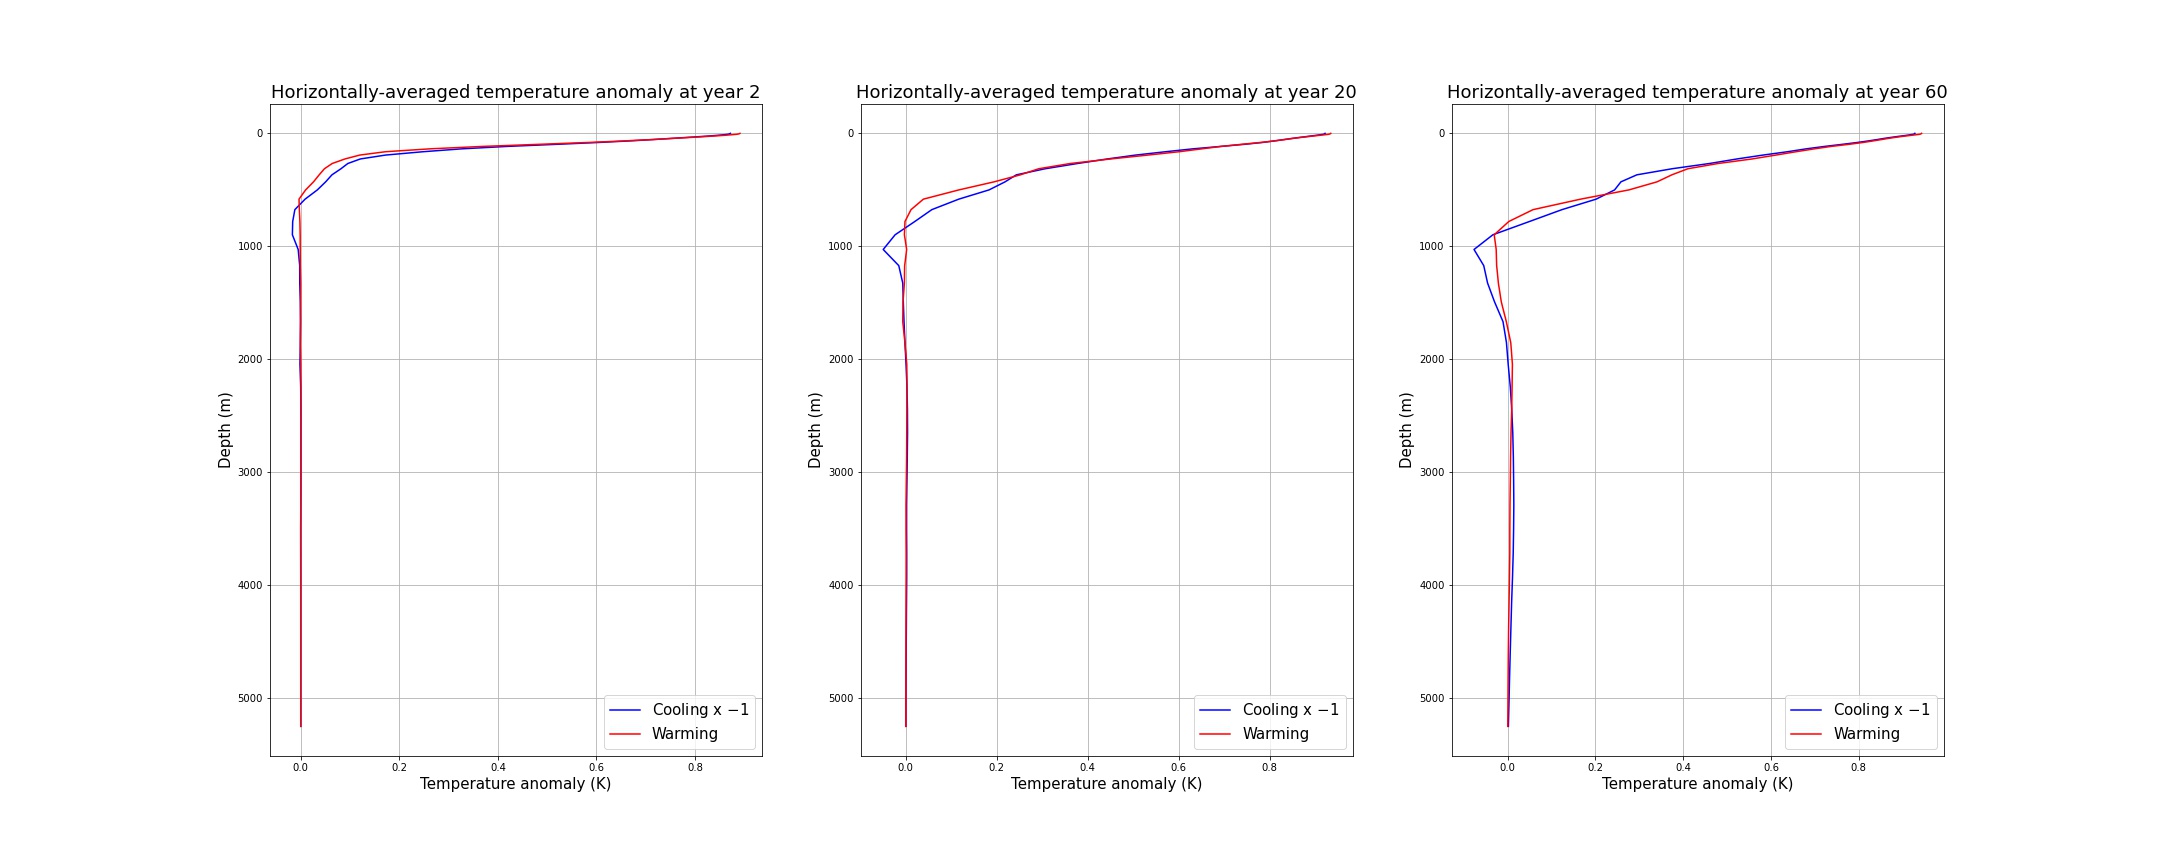 Horizontally-averaged temperature anomaly at year 2
0
1000
2000
3000
4000
5000
Depth (m)
0.0 0.2 0.4 0.6 0.8
Temperature anomaly (K)
Cooling x −1
Warming
Horizontally-averaged temperature anomaly at year 20
0
1000
2000
3000
4000
5000
Depth (m)
0.0 0.2 0.4 0.6 0.8
Temperature anomaly (K)
Cooling x −1
Warming
Horizontally-averaged temperature anomaly at year 60
0
1000
2000
3000
4000
5000
Depth (m)
0.0 0.2 0.4 0.6 0.8
Temperature anomaly (K)
Cooling x −1
Warming